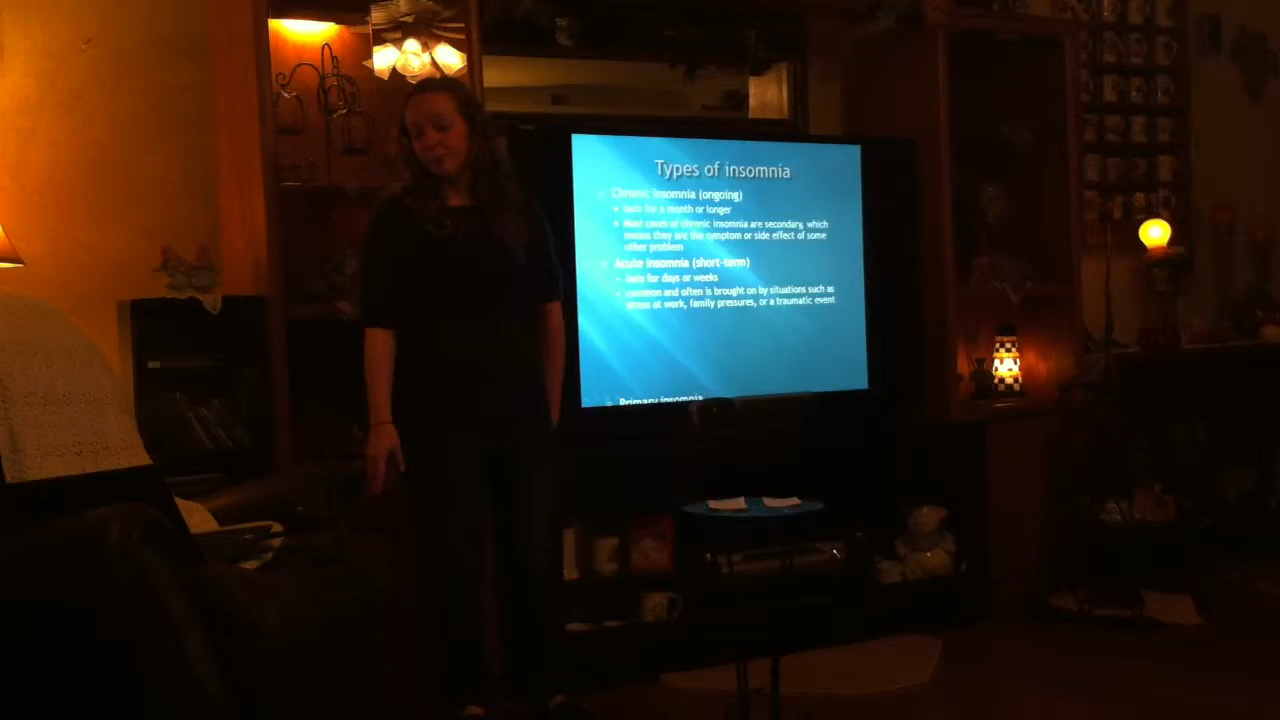 Types of insomnia
Chronic insomnia (ongoing)
lasts for a month or longer
Most cases of chronic insomnia are secondary, which
means they are the symptom or side effect of some
other problem
Acute insomnia (short-term)
lasts for days or weeks
common and often is brought on by situations such as
stress at work, family pressures, or a traumatic event
Primary insomnia